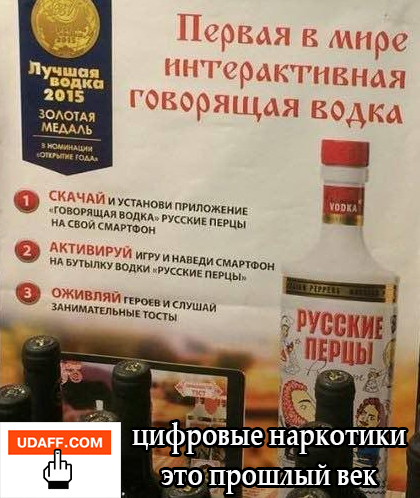 Первая в мире
интерактивная
говорящая водка
Лучшая
водка
2015
ЗОЛОТАЯ
МЕДАЛЬ
В НОМИНАЦИИ
«ОТКРЫТИЕ ГОДА»
1 СКАЧАЙ И УСТАНОВИ ПРИЛОЖЕНИЕ
«ГОВОРЯЩАЯ ВОДКА» РУССКИЕ ПЕРЦЫ
НА СВОЙ СМАРТФОН
2 АКТИВИРУЙ ИГРУ И НАВЕДИ СМАРТФОН
НА БУТЫЛКУ ВОДКИ «РУССКИЕ ПЕРЦЫ»
3 ОЖИВЛЯЙ ГЕРОЕВ И СЛУШАЙ
ЗАНИМАТЕЛЬНЫЕ ТОСТЫ
VODKA
РУССКИЕ
ПЕРЦЫ
ТОСТ
UDAFF.COM
цифровые наркотики
это прошлый век